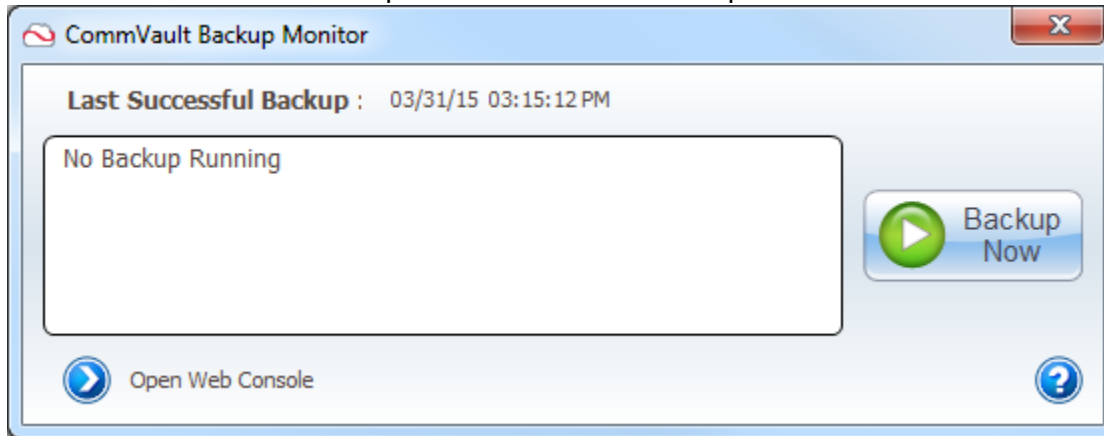 CommVault Backup Monitor
Last Successful Backup : 03/31/15 03:15:12 PM
No Backup Running
Backup
Now
Open Web Console